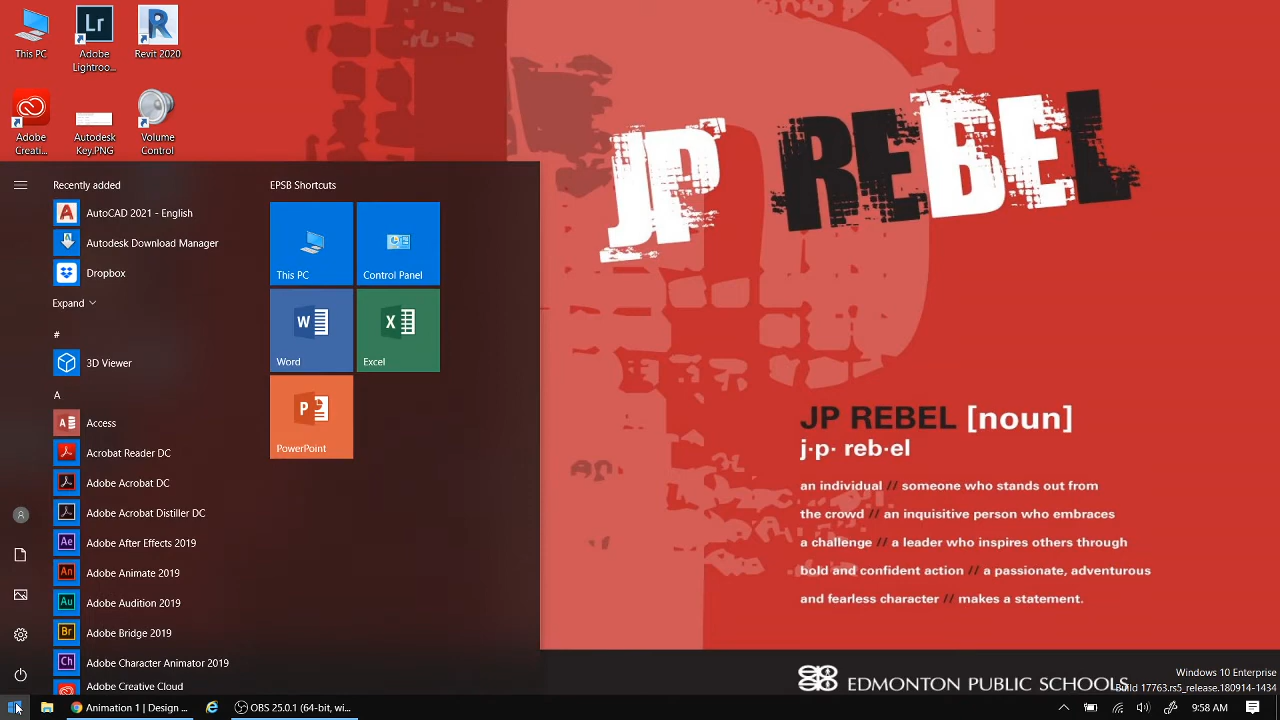 This PC
Adobe
Lightroo...
Revit 2020
Adobe
Creati...
Autodesk
Key.PNG
Volume
Control
Recently added
AutoCAD 2021 - English
Autodesk Download Manager
Dropbox
Expand
#
3D Viewer
A
Access
Acrobat Reader DC
Adobe Acrobat DC
Adobe Acrobat Distiller DC
Adobe After Effects 2019
Adobe Animate 2019
Adobe Audition 2019
Adobe Bridge 2019
Adobe Character Animator 2019
Adobe Creative Cloud
EPSB Shortcuts
This PC
Control Panel
Word
Excel
PowerPoint
JP REBEL
JP REBEL [noun]
j·p· reb·el
an individual // someone who stands out from
the crowd // an inquisitive person who embraces
a challenge // a leader who inspires others through
bold and confident action // a passionate, adventurous
and fearless character // makes a statement.
EDMONTON PUBLIC SCHOOLS
Windows 10 Enterprise
Build 17763.rs5_release.180914-1434
Animation 1 | Design ...
OBS 25.0.1 (64-bit, wi...
9:58 AM